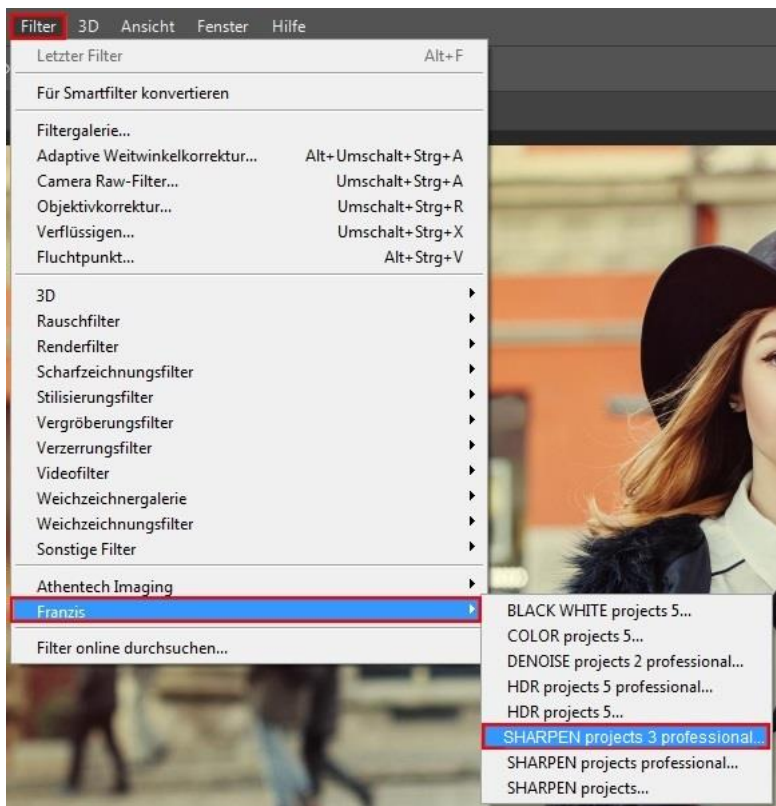 Filter 3D Ansicht Fenster Hilfe
Letzter Filter Alt+F
Für Smartfilter konvertieren
Filtergalerie...
Adaptive Weitwinkelkorrektur... Alt+Umschalt+Strg+A
Camera Raw-Filter... Umschalt+Strg+A
Objektivkorrektur... Umschalt+Strg+R
Verflüssigen... Umschalt+Strg+X
Fluchtpunkt... Alt+Strg+V
3D
Rauschfilter
Renderfilter
Scharfzeichnungsfilter
Stilisierungsfilter
Vergröberungsfilter
Verzerrungsfilter
Videofilter
Weichzeichnergalerie
Weichzeichnungsfilter
Sonstige Filter
Athentech Imaging
Franzis
Filter online durchsuchen...
BLACK WHITE projects 5...
COLOR projects 5...
DENOISE projects 2 professional...
HDR projects 5 professional...
HDR projects 5...
SHARPEN projects 3 professional...
SHARPEN projects professional...
SHARPEN projects...